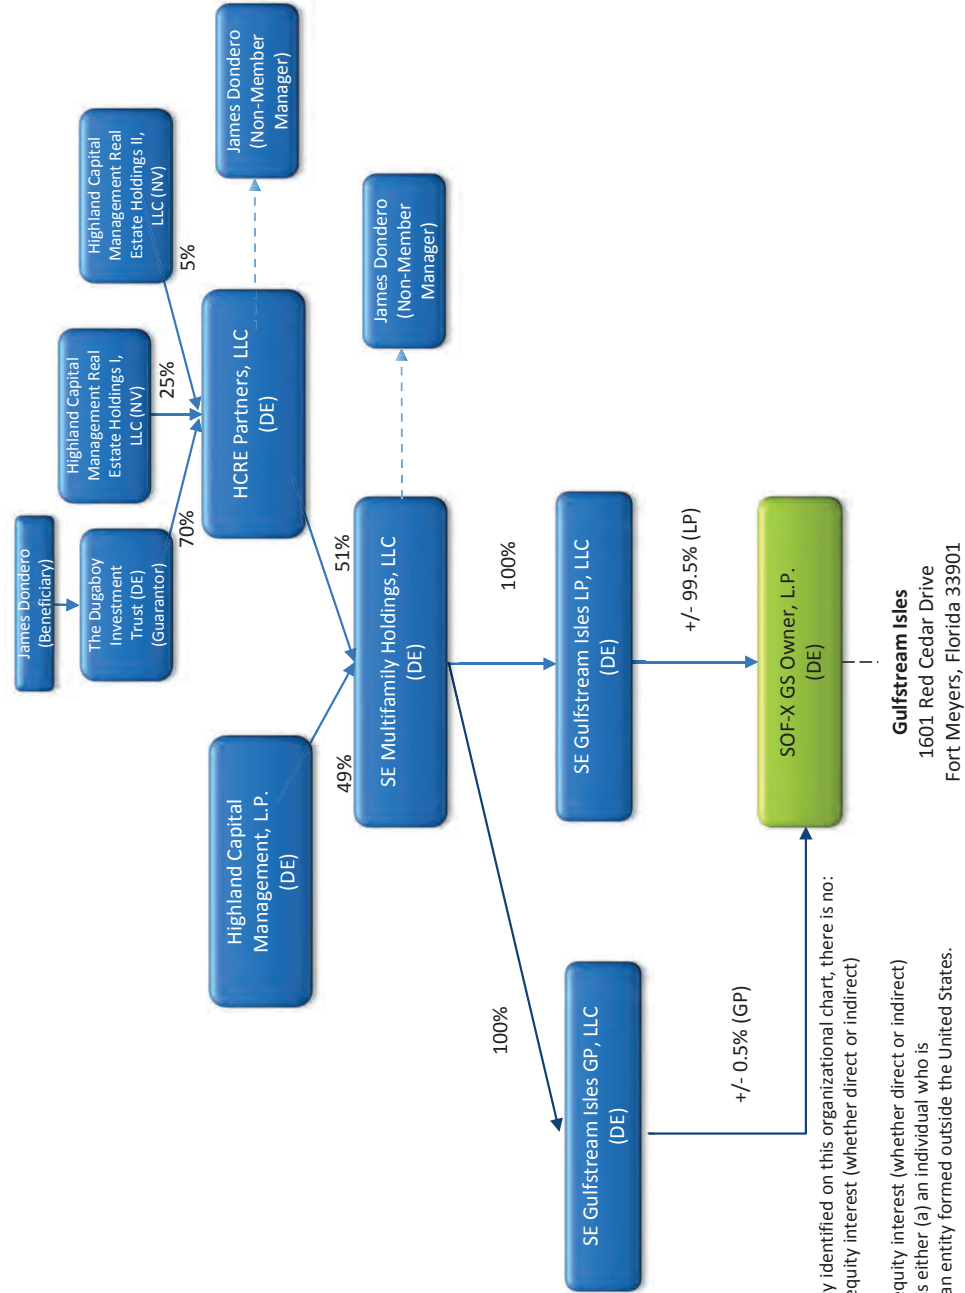 James Dondero
(Beneficiary)
The Dugaboy
Investment
Trust (DE)
(Guarantor)
Highland Capital
Management Real
Estate Holdings I,
LLC (NV)
Highland Capital
Management Real
Estate Holdings II,
LLC (NV)
70%
25%
5%
Highland Capital
Management, L.P.
(DE)
HCRE Partners, LLC
(DE)
James Dondero
(Non-Member
Manager)
49%
51%
SE Multifamily Holdings, LLC
(DE)
James Dondero
(Non-Member
Manager)
100%
100%
SE Gulfstream Isles GP, LLC
(DE)
SE Gulfstream Isles LP, LLC
(DE)
+/- 0.5% (GP)
+/- 99.5% (LP)
SOF-X GS Owner, L.P.
(DE)
Gulfstream Isles
1601 Red Cedar Drive
Fort Meyers, Florida 33901
y identified on this organizational chart, there is no:
equity interest (whether direct or indirect)
equity interest (whether direct or indirect)
s either (a) an individual who is
an entity formed outside the United States.